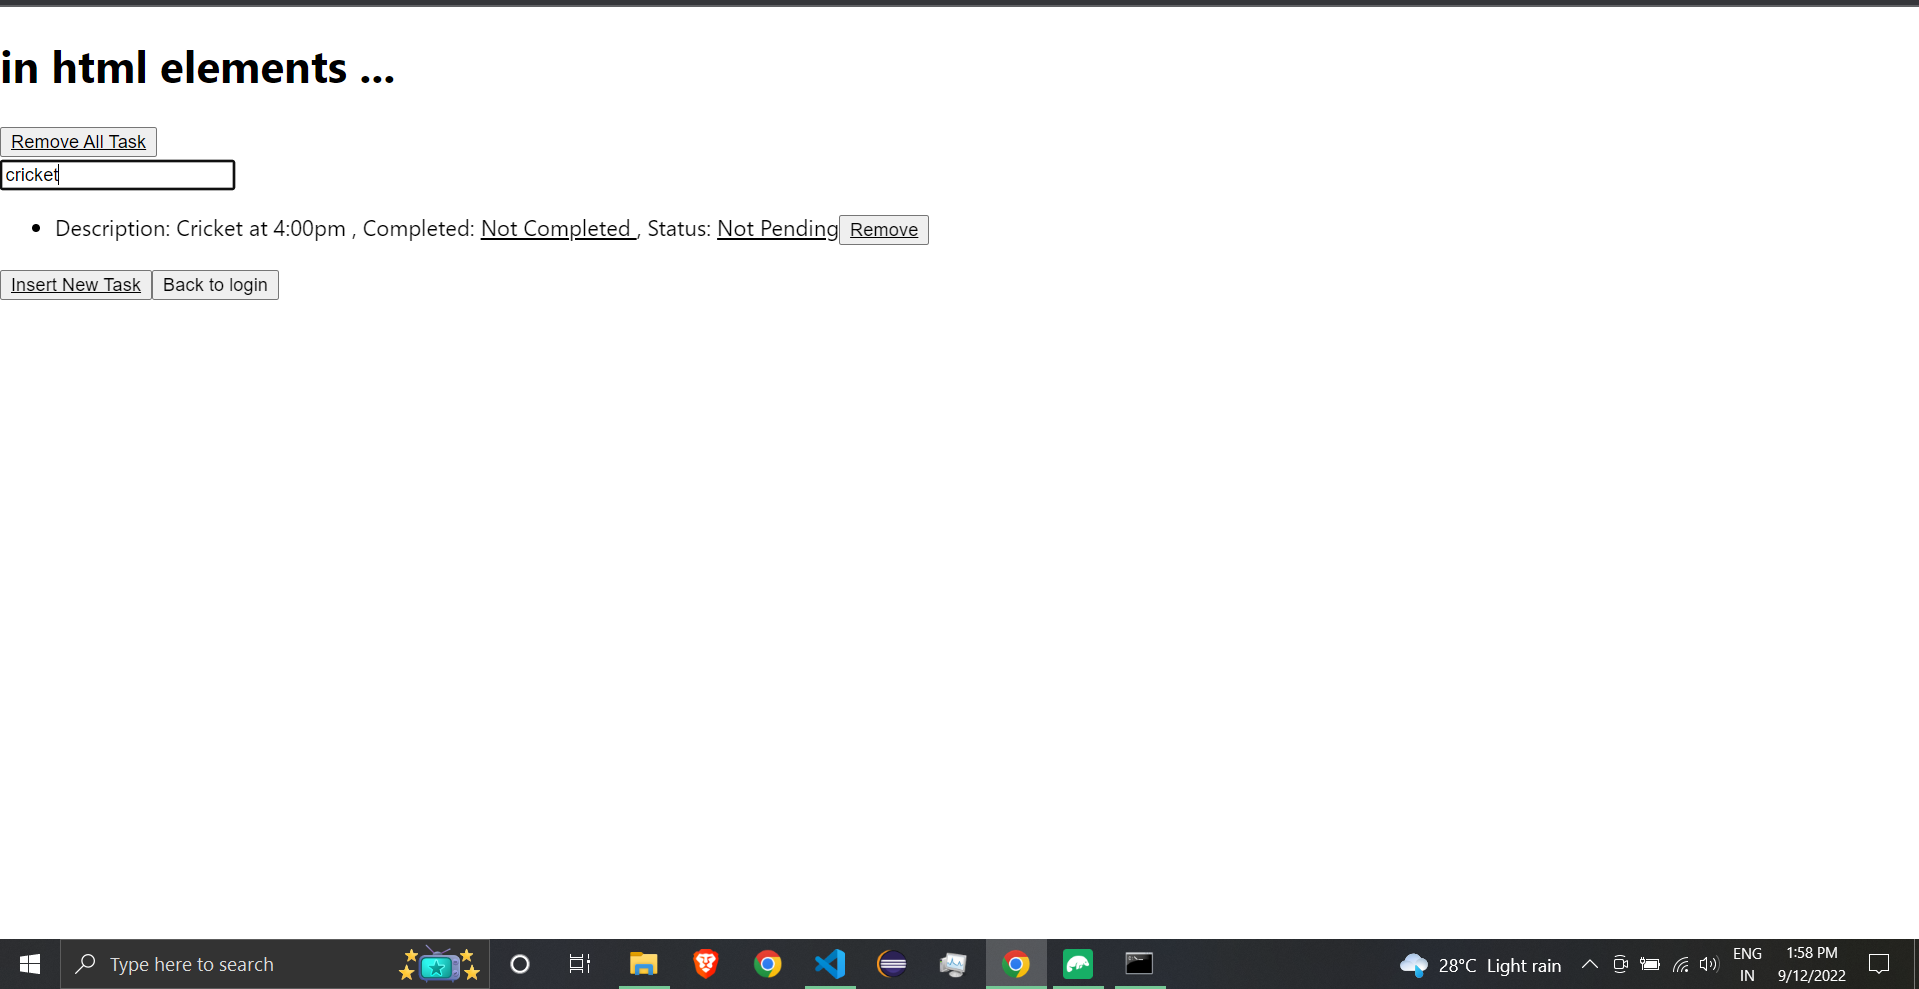 in html elements ...
Remove All Task
cricket
Description: Cricket at 4:00pm , Completed: Not Completed , Status: Not Pending Remove
Insert New Task Back to login
Type here to search 28°C Light rain ENG IN 1:58 PM 9/12/2022